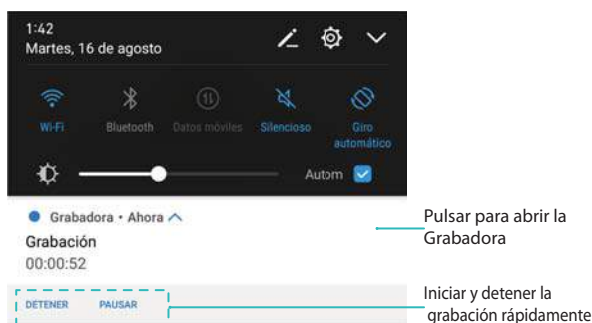 1:42
Martes, 16 de agosto
Wi-Fi
Bluetooth
Datos móviles
Silencioso
Giro
automático
Autom
Grabadora • Ahora
Grabación
00:00:52
Pulsar para abrir la
Grabadora
DETENER
PAUSAR
Iniciar y detener la
grabación rápidamente